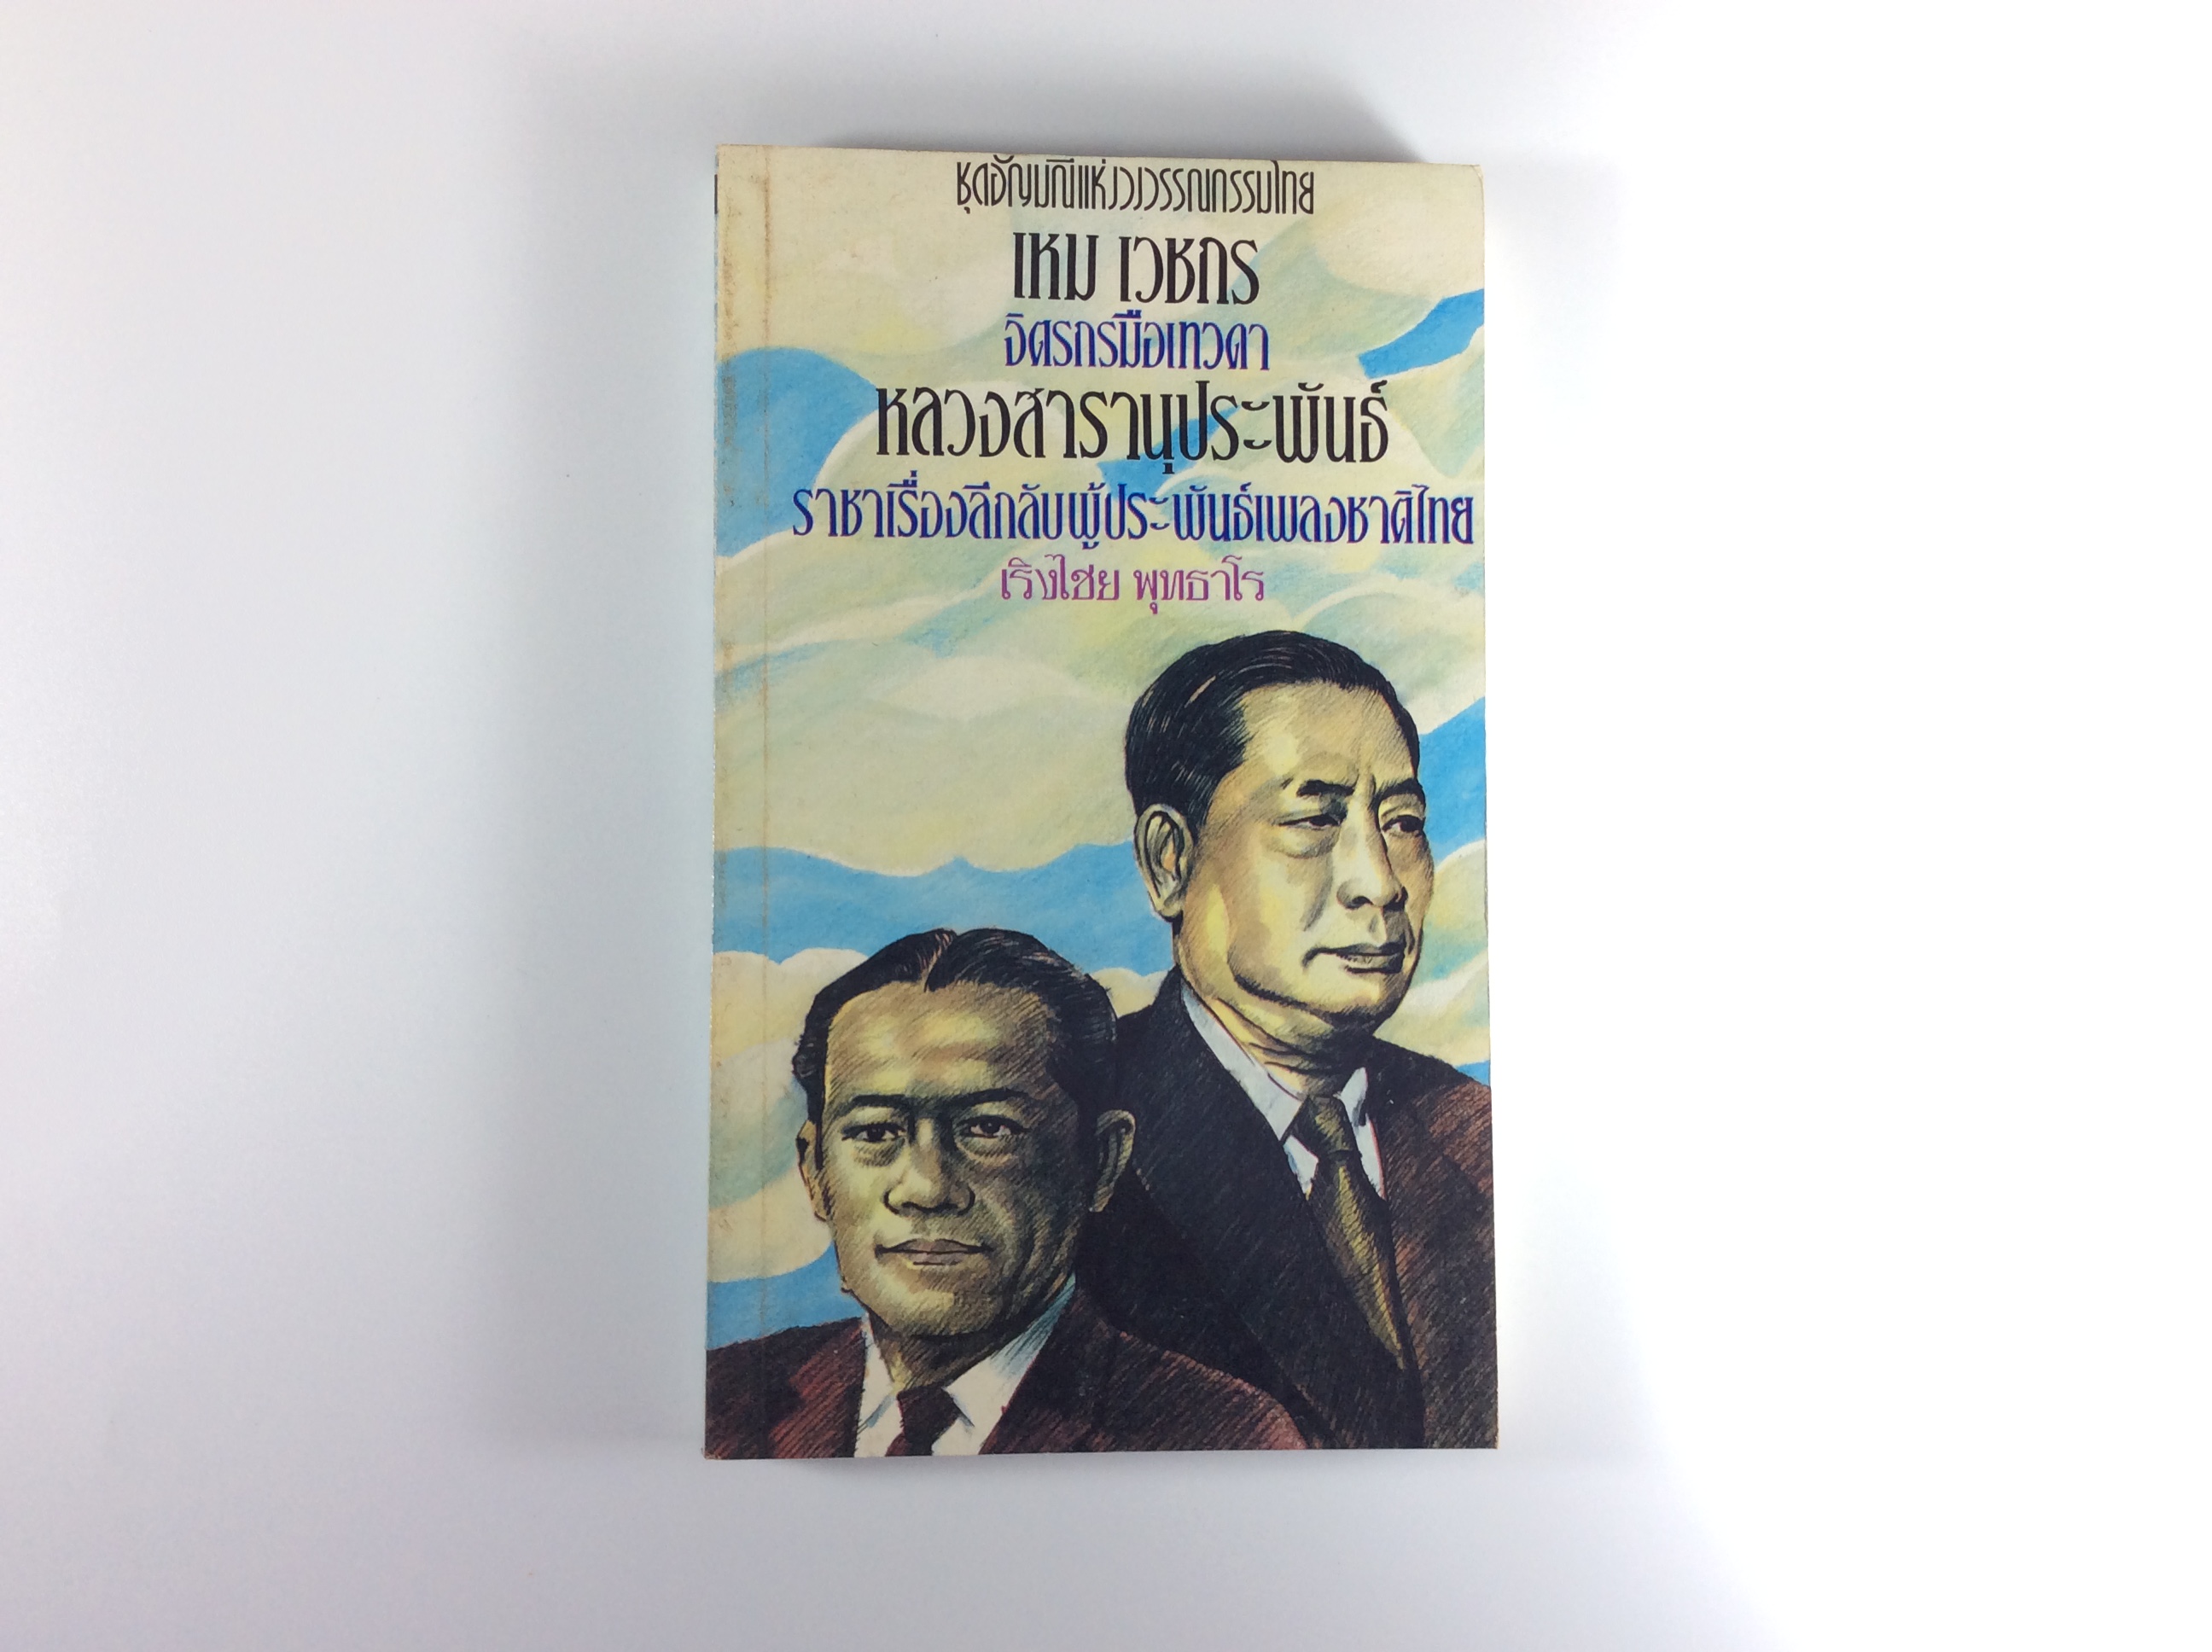 ชุดอัญมณีแห่งวงวรรณกรรมไทย
เหม เวชกร
จิตรกรมือเทวดา
หลวงสารานุประพันธ์
ราชาเรื่องลึกลับผู้ประพันธ์เพลงชาติไทย
เริงไชย พุทธาโร